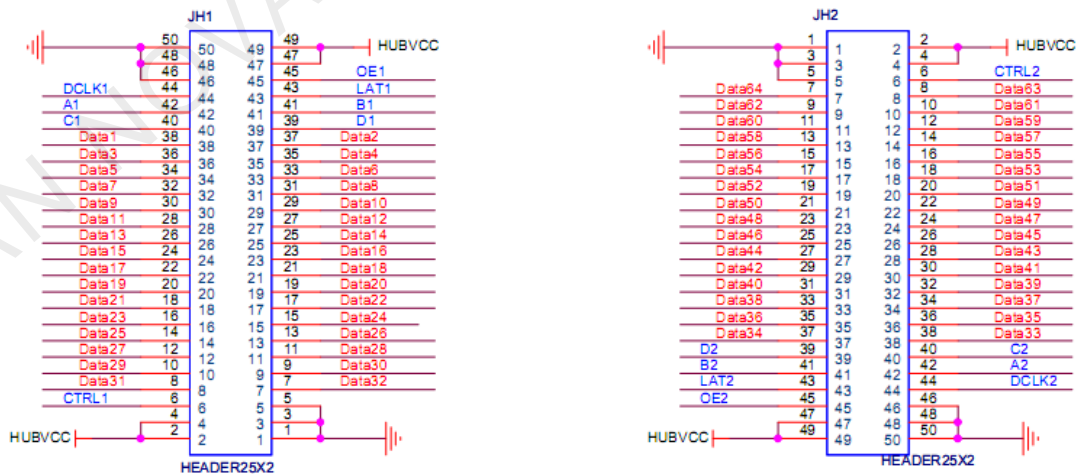 AN NOVA
JH1
50 50 49 49 HUBVCC
48 48 47 47
46 46 45 45 OE1
DCLK1 44 44 43 43 LAT1
A1 42 42 41 41 B1
C1 40 40 39 39 D1
Data1 38 38 37 37 Data2
Data3 36 36 35 35 Data4
Data5 34 34 33 33 Data6
Data7 32 32 31 31 Data8
Data9 30 30 29 29 Data10
Data11 28 28 27 27 Data12
Data13 26 26 25 25 Data14
Data15 24 24 23 23 Data16
Data17 22 22 21 21 Data18
Data19 20 20 19 19 Data20
Data21 18 18 17 17 Data22
Data23 16 16 15 15 Data24
Data25 14 14 13 13 Data26
Data27 12 12 11 11 Data28
Data29 10 10 9 9 Data30
Data31 8 8 7 7 Data32
CTRL1 6 6 5 5
4 4 3 3
HUBVCC 2 2 1 1
HEADER25X2
JH2
1 1 2 2 HUBVCC
3 3 4 4
5 5 6 6 CTRL2
Data64 7 7 8 8 Data63
Data62 9 9 10 10 Data61
Data60 11 11 12 12 Data59
Data58 13 13 14 14 Data57
Data56 15 15 16 16 Data55
Data54 17 17 18 18 Data53
Data52 19 19 20 20 Data51
Data50 21 21 22 22 Data49
Data48 23 23 24 24 Data47
Data46 25 25 26 26 Data45
Data44 27 27 28 28 Data43
Data42 29 29 30 30 Data41
Data40 31 31 32 32 Data39
Data38 33 33 34 34 Data37
Data36 35 35 36 36 Data35
Data34 37 37 38 38 Data33
D2 39 39 40 40 C2
B2 41 41 42 42 A2
LAT2 43 43 44 44 DCLK2
OE2 45 45 46 46
47 47 48 48
HUBVCC 49 49 50 50
HEADER25X2